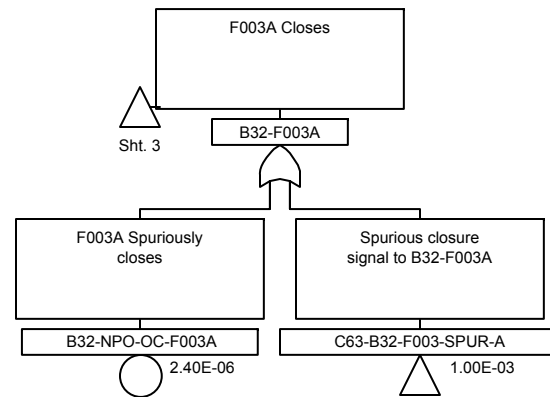 F003A Closes
Sht. 3
B32-F003A
F003A Spuriously
closes
B32-NPO-OC-F003A
2.40E-06
Spurious closure
signal to B32-F003A
C63-B32-F003-SPUR-A
1.00E-03